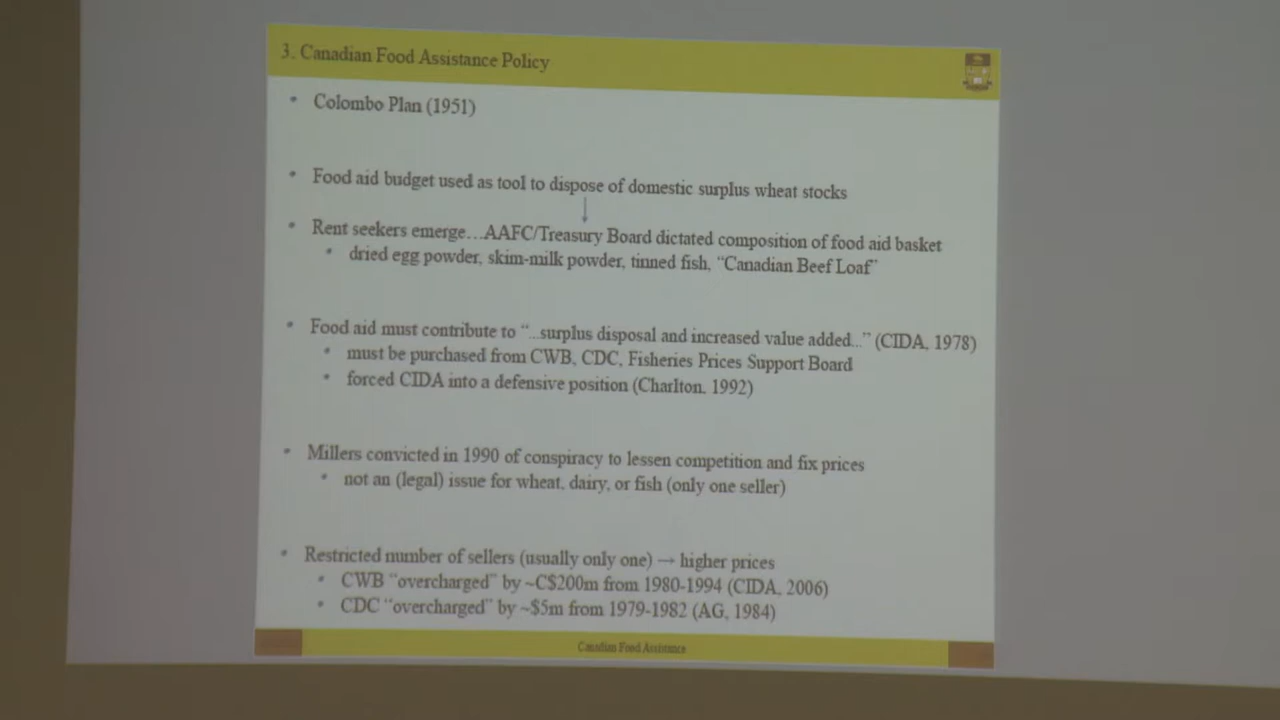 3. Canadian Food Assistance Policy
• Colombo Plan (1951)
• Food aid budget used as tool to dispose of domestic surplus wheat stocks
↓
• Rent seekers emerge…AAFC/Treasury Board dictated composition of food aid basket
• dried egg powder, skim-milk powder, tinned fish, “Canadian Beef Loaf”
• Food aid must contribute to “...surplus disposal and increased value added...” (CIDA, 1978)
• must be purchased from CWB, CDC, Fisheries Prices Support Board
• forced CIDA into a defensive position (Charlton, 1992)
• Millers convicted in 1990 of conspiracy to lessen competition and fix prices
• not an (legal) issue for wheat, dairy, or fish (only one seller)
• Restricted number of sellers (usually only one) → higher prices
• CWB “overcharged” by ~C$200m from 1980-1994 (CIDA, 2006)
• CDC “overcharged” by ~$5m from 1979-1982 (AG, 1984)
Canadian Food Assistance